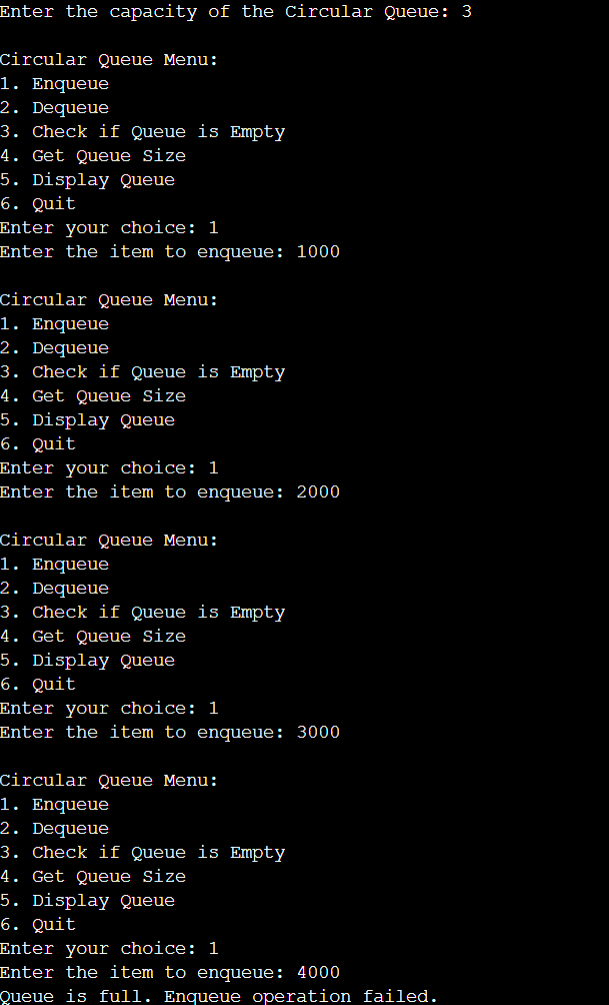 Enter the capacity of the Circular Queue: 3
Circular Queue Menu:
1. Enqueue
2. Dequeue
3. Check if Queue is Empty
4. Get Queue Size
5. Display Queue
6. Quit
Enter your choice: 1
Enter the item to enqueue: 1000
Circular Queue Menu:
1. Enqueue
2. Dequeue
3. Check if Queue is Empty
4. Get Queue Size
5. Display Queue
6. Quit
Enter your choice: 1
Enter the item to enqueue: 2000
Circular Queue Menu:
1. Enqueue
2. Dequeue
3. Check if Queue is Empty
4. Get Queue Size
5. Display Queue
6. Quit
Enter your choice: 1
Enter the item to enqueue: 3000
Circular Queue Menu:
1. Enqueue
2. Dequeue
3. Check if Queue is Empty
4. Get Queue Size
5. Display Queue
6. Quit
Enter your choice: 1
Enter the item to enqueue: 4000
Queue is full. Enqueue operation failed.